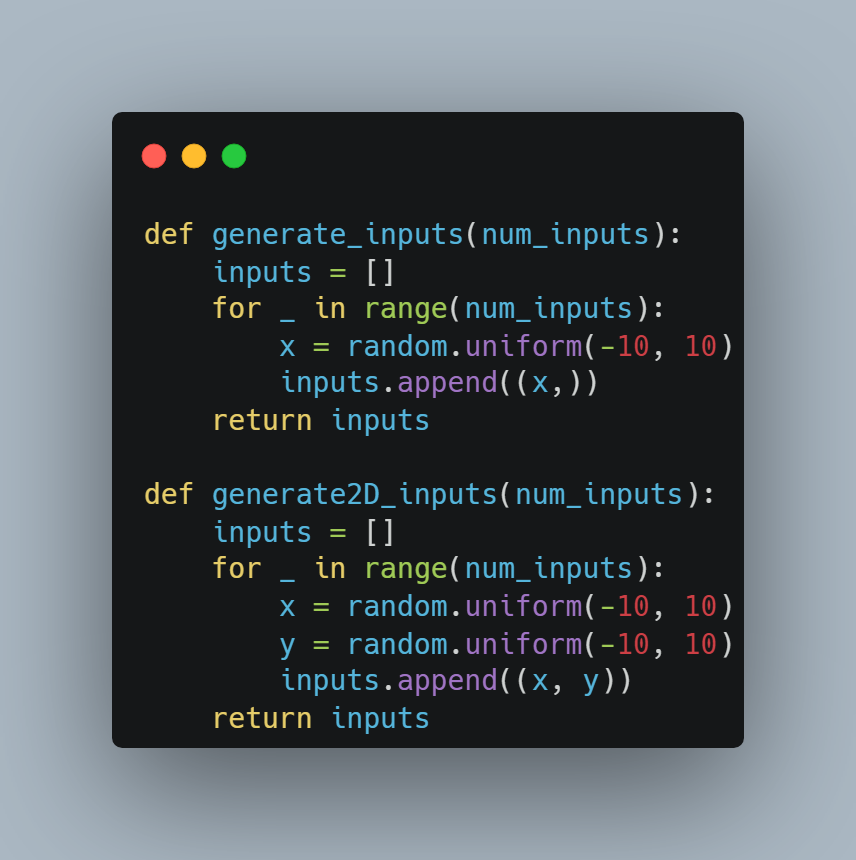 def generate_inputs(num_inputs):
    inputs = []
    for _ in range(num_inputs):
        x = random.uniform(-10, 10)
        inputs.append((x,))
    return inputs

def generate2D_inputs(num_inputs):
    inputs = []
    for _ in range(num_inputs):
        x = random.uniform(-10, 10)
        y = random.uniform(-10, 10)
        inputs.append((x, y))
    return inputs